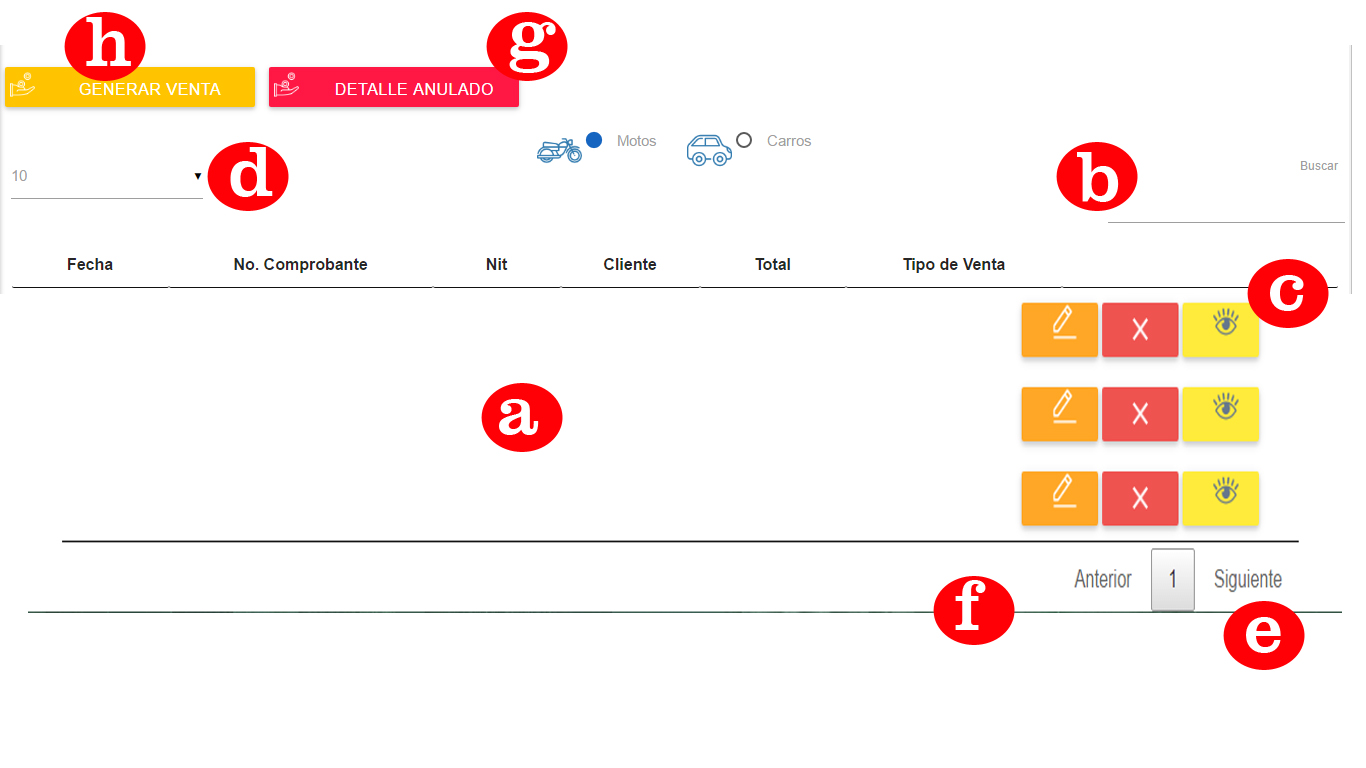 h
g
GENERAR VENTA
DETALLE ANULADO
Motos
Carros
10
d
b
Buscar
Fecha No. Comprobante Nit Cliente Total Tipo de Venta
c
X
a
X
X
Anterior 1 Siguiente
f
e